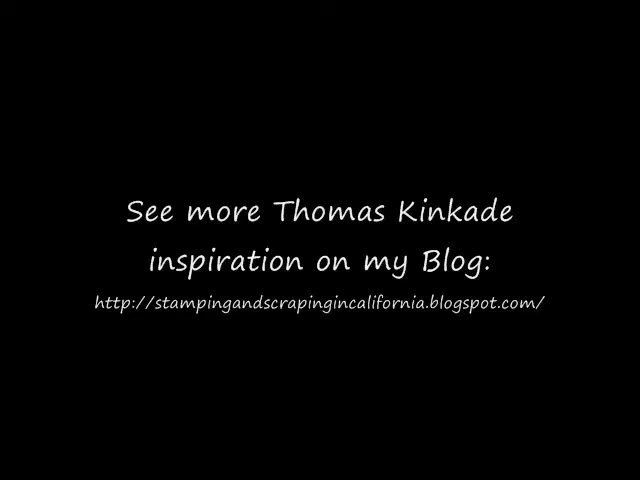 See more Thomas Kinkade
inspiration on my Blog:
http://stampingandscrapingincalifornia.blogspot.com/